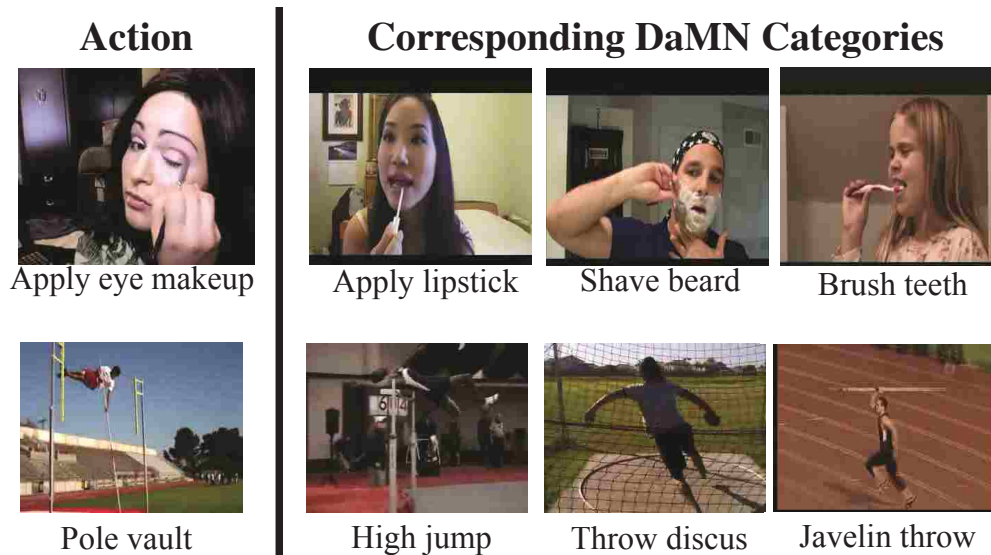 Action
Corresponding DaMN Categories
Apply eye makeup
Apply lipstick
Shave beard
Brush teeth
Pole vault
High jump
Throw discus
Javelin throw